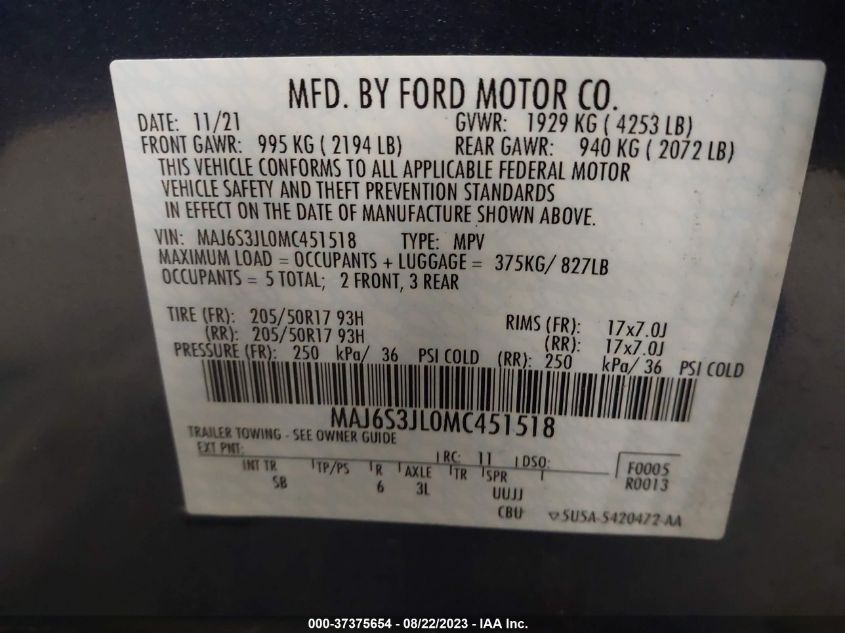 MFD. BY FORD MOTOR CO.
DATE: 11/21 GVWR: 1929 KG ( 4253 LB)
FRONT GAWR: 995 KG ( 2194 LB) REAR GAWR: 940 KG ( 2072 LB)
THIS VEHICLE CONFORMS TO ALL APPLICABLE FEDERAL MOTOR
VEHICLE SAFETY AND THEFT PREVENTION STANDARDS
IN EFFECT ON THE DATE OF MANUFACTURE SHOWN ABOVE.
VIN: MAJ6S3JL0MC451518 TYPE: MPV
MAXIMUM LOAD = OCCUPANTS + LUGGAGE = 375KG/ 827LB
OCCUPANTS = 5 TOTAL; 2 FRONT, 3 REAR
TIRE (FR): 205/50R17 93H RIMS (FR): 17x7.0J
(RR): 205/50R17 93H (RR): 17x7.0J
PRESSURE (FR): 250 kPa/ 36 PSI COLD (RR): 250 kPa/ 36 PSI COLD
MAJ6S3JL0MC451518
TRAILER TOWING - SEE OWNER GUIDE
EXT PNT: RC: 11 DSO: F0005
INT TR TP/PS R AXLE TR SPR R0013
SB 6 3L UUJJ
CBU 5U5A-5420472-AA
000-37375654 - 08/22/2023 - IAA Inc.